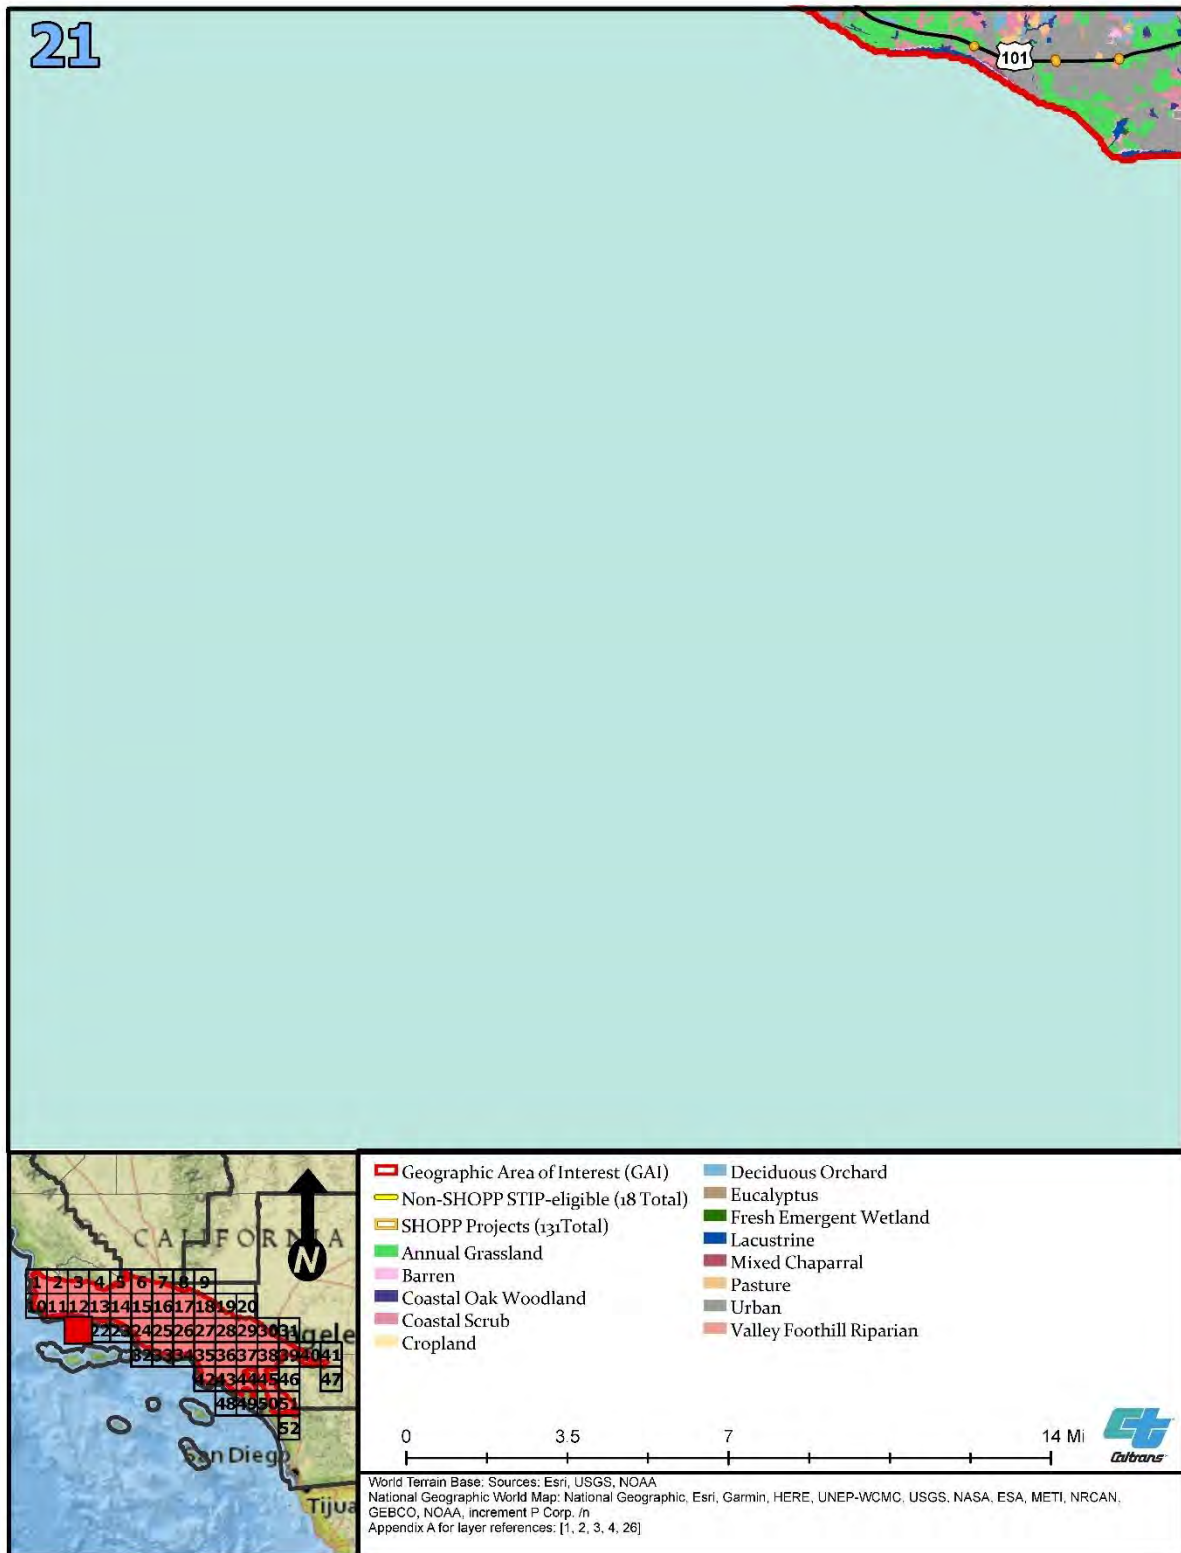 21
101
Geographic Area of Interest (GAI)
Non-SHOPP STIP-eligible (18 Total)
SHOPP Projects (131Total)
Annual Grassland
Barren
Coastal Oak Woodland
Coastal Scrub
Cropland
Deciduous Orchard
Eucalyptus
Fresh Emergent Wetland
Lacustrine
Mixed Chaparral
Pasture
Urban
Valley Foothill Riparian
CALIFORNIA
N
1 2 3 4 5 6 7 8 9
10 11 12 13 14 15 16 17 18 19 20
22 23 24 25 26 27 28 29 30 31
32 33 34 35 36 37 38 39 40 41
42 43 44 45 46 47
48 49 50 51
52
San Diego
Tijua
0 3.5 7 14 Mi
Caltrans
World Terrain Base: Sources: Esri, USGS, NOAA
National Geographic World Map: National Geographic, Esri, Garmin, HERE, UNEP-WCMC, USGS, NASA, ESA, METI, NRCAN,
GEBCO, NOAA, increment P Corp. /n
Appendix A for layer references: [1, 2, 3, 4, 26]